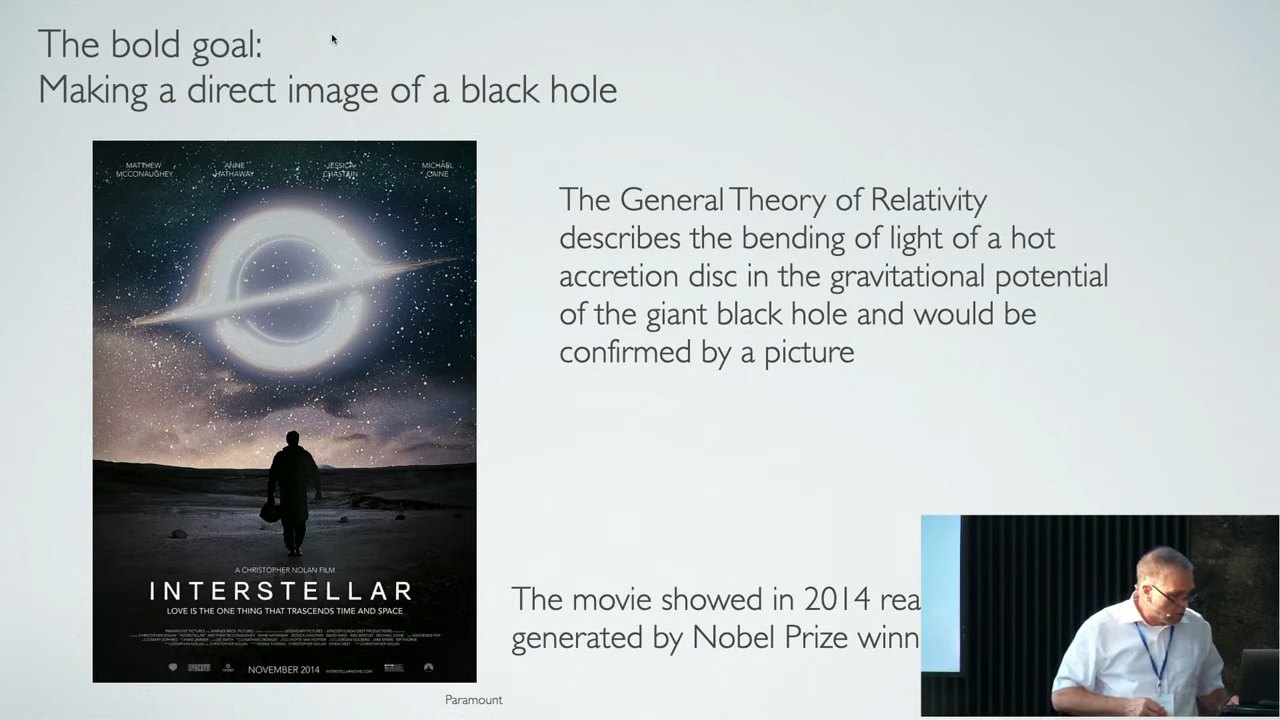 The bold goal:
Making a direct image of a black hole
MATTHEW MCCONAUGHEY
ANNE HATHAWAY
JESSICA CHASTAIN
MICHAEL CAINE
The General Theory of Relativity
describes the bending of light of a hot
accretion disc in the gravitational potential
of the giant black hole and would be
confirmed by a picture
A CHRISTOPHER NOLAN FILM
INTERSTELLAR
LOVE IS THE ONE THING THAT TRASCENDS TIME AND SPACE
NOVEMBER 2014
INTERSTELLARMOVIE.COM
The movie showed in 2014 rea
generated by Nobel Prize winn
Paramount